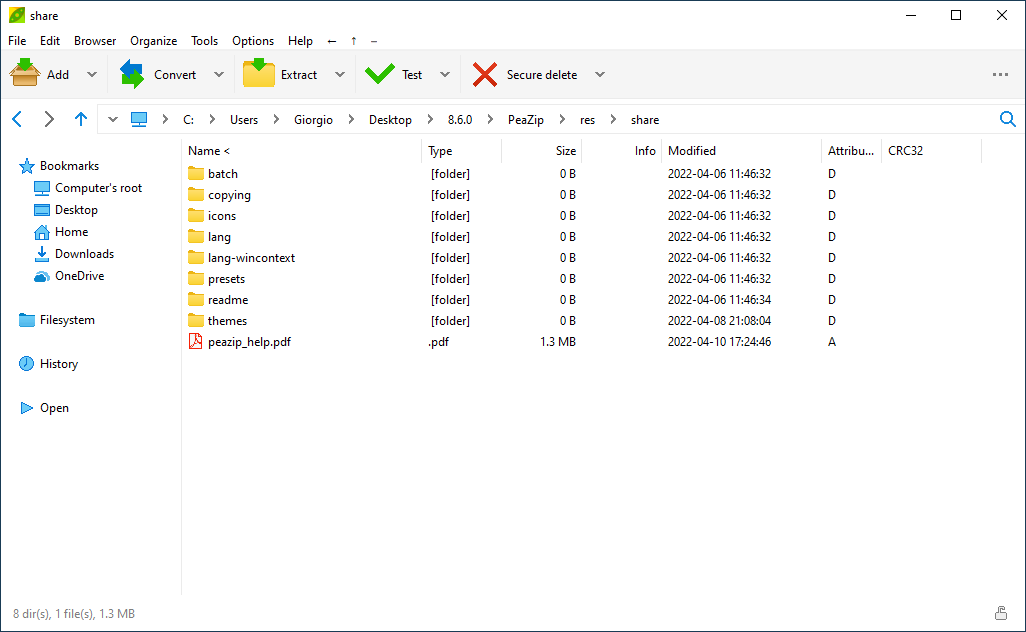 share
File Edit Browser Organize Tools Options Help ← ↑ –
Add Convert Extract Test Secure delete ...
C: Users Giorgio Desktop 8.6.0 PeaZip res share
Bookmarks
Computer's root
Desktop
Home
Downloads
OneDrive
Filesystem
History
Open
Name < Type Size Info Modified Attribu... CRC32
batch [folder] 0 B 2022-04-06 11:46:32 D
copying [folder] 0 B 2022-04-06 11:46:32 D
icons [folder] 0 B 2022-04-06 11:46:32 D
lang [folder] 0 B 2022-04-06 11:46:32 D
lang-wincontext [folder] 0 B 2022-04-06 11:46:32 D
presets [folder] 0 B 2022-04-06 11:46:32 D
readme [folder] 0 B 2022-04-06 11:46:34 D
themes [folder] 0 B 2022-04-08 21:08:04 D
peazip_help.pdf .pdf 1.3 MB 2022-04-10 17:24:46 A
8 dir(s), 1 file(s), 1.3 MB